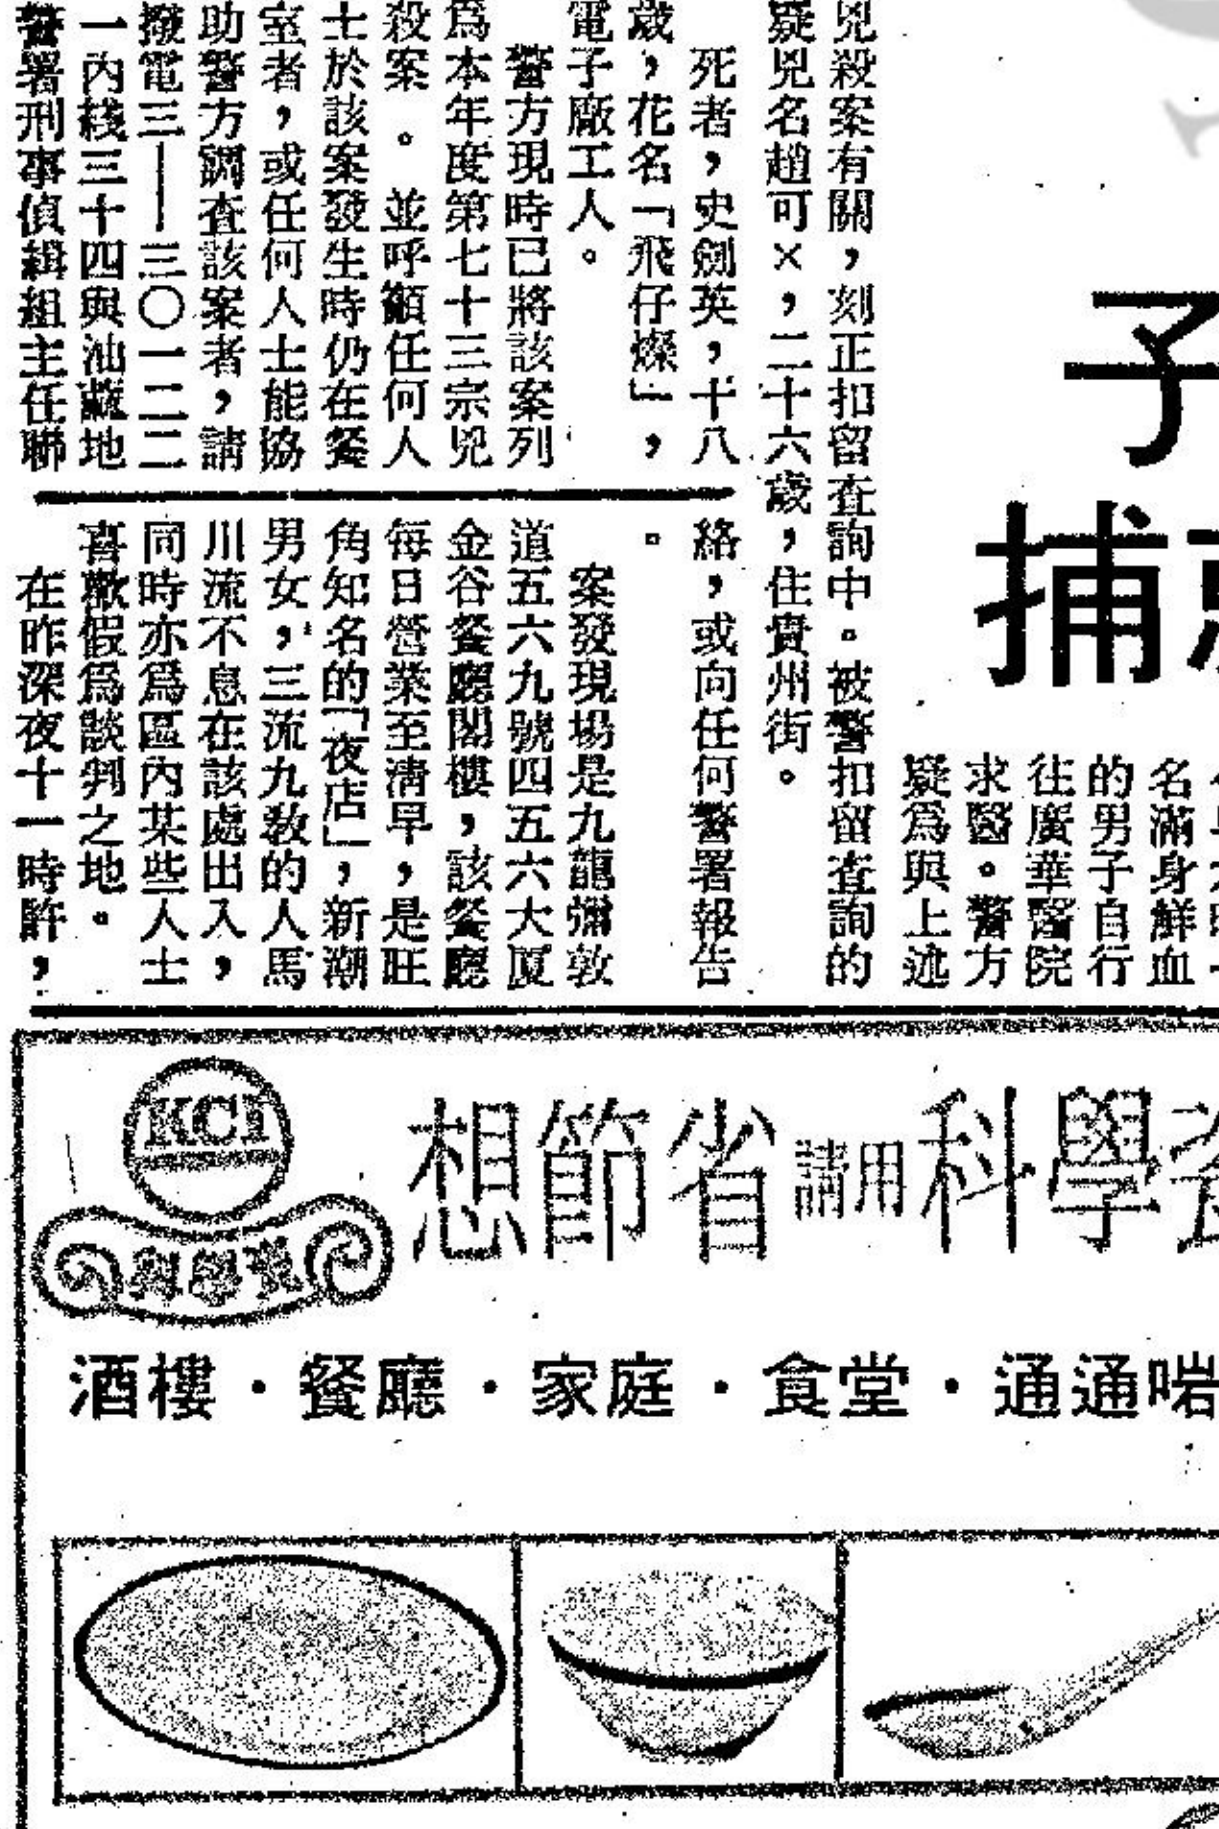 子
捕
名滿身鮮血
的男子自行
往廣華醫院
求醫。警方
疑爲與上述
兇殺案有關，刻正扣留查詢中。被警扣留查詢的
疑兇名趙可×，二十六歲，住貴州街。
死者，史劍英，十八
歲，花名「飛仔燦」，
電子廠工人。
警方現時已將該案列
爲本年度第七十三宗兇
殺案。並呼籲任何人
士於該案發生時仍在餐
室者，或任何人士能協
助警方調查該案者，請
撥電三——三〇一二二
一內綫三十四與油蔴地
警署刑事偵緝組主任聯
絡，或向任何警署報告
。
案發現場是九龍彌敦
道五六九號四五六大厦
金谷餐廳閣樓，該餐廳
每日營業至淸早，是旺
角知名的「夜店」，新潮
男女，三流九敎的人馬
川流不息在該處出入，
同時亦爲區內某些人士
喜歡假爲談判之地。
在昨深夜十一時許，
KCI
科學瓷
想節省請用科學瓷
酒樓·餐廳·家庭·食堂·通通啱